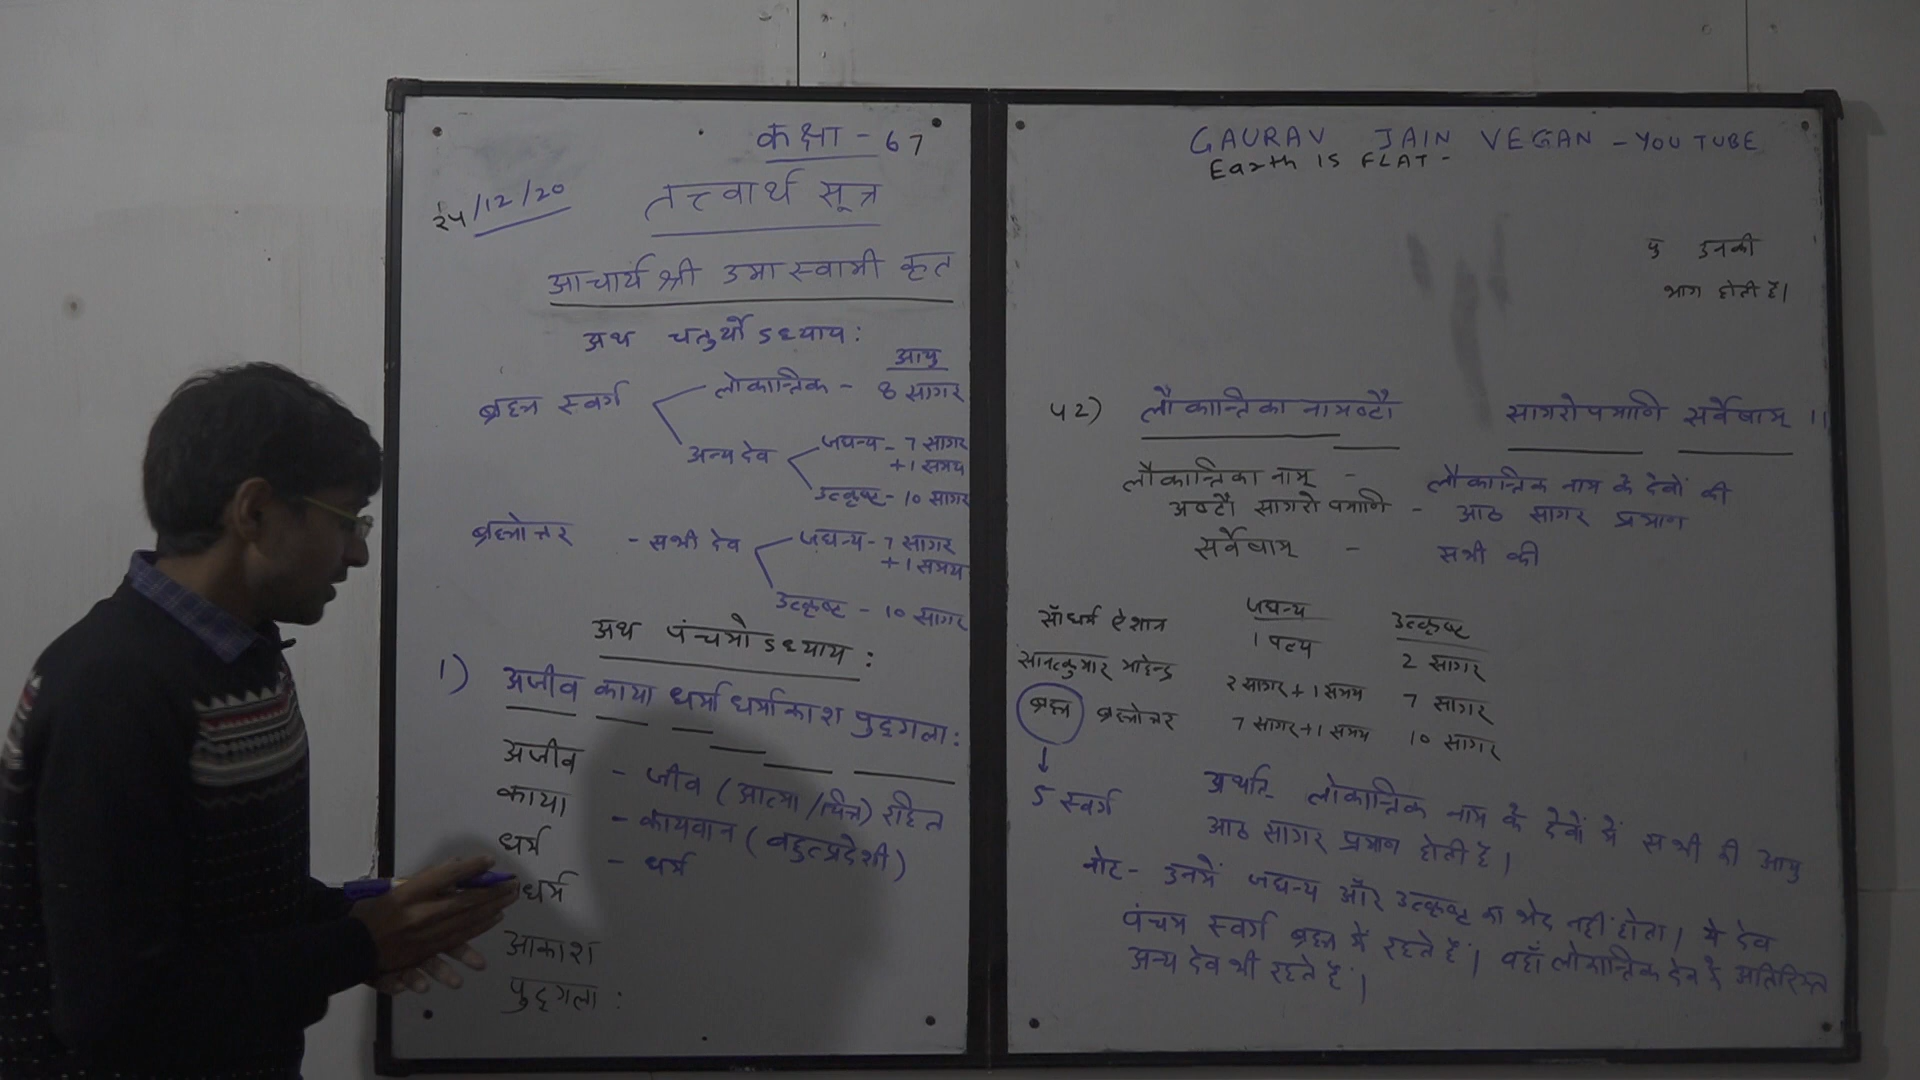 कक्षा - 67
24/12/20
तत्त्वार्थ सूत्र
आचार्य श्री उमास्वामी कृत
अथ चतुर्थोऽध्याय:
आयु
ब्रह्म स्वर्ग
लोकान्तिक - 8 सागर
अन्य देव
जघन्य - 7 सागर
+1 समय
उत्कृष्ट - 10 सागर
ब्रह्मोत्तर - सभी देव
जघन्य - 7 सागर
+1 समय
उत्कृष्ट - 10 सागर
अथ पंचमोऽध्याय:
1) अजीव काया धर्माधर्माकाश पुद्गला:
अजीव - जीव (आत्मा/चित्त) रहित
काया - कायवान (बहुत्प्रदेशी)
धर्म - धर्म
धर्म
आकाश
पुद्गला:
GAURAV JAIN VEGAN - YOUTUBE
Earth IS FLAT -
उनकी
भाग होती है।
42) लौकान्तिकानामष्टौ सागरोपमाणि सर्वेषाम् ॥
लौकान्तिकानाम् - लौकान्तिक नाम के देवों की
अष्टौ सागरोपमाणि - आठ सागर प्रमाण
सर्वेषाम् - सभी की
जघन्य उत्कृष्ट
सौधर्म ऐशान 1 पल्य 2 सागर
सानत्कुमार माहेन्द्र 2 सागर+1 समय 7 सागर
ब्रह्म ब्रह्मोत्तर 7 सागर+1 समय 10 सागर
5 स्वर्ग
अर्थात- लोकान्तिक नाम के देवों में सभी की आयु
आठ सागर प्रमाण होती है।
नोट - उनमें जघन्य और उत्कृष्ट का भेद नहीं होता। ये देव
पंचम स्वर्ग ब्रह्म में रहते हैं। वहाँ लोकान्तिक देव के अतिरिक्त
अन्य देव भी रहते हैं।